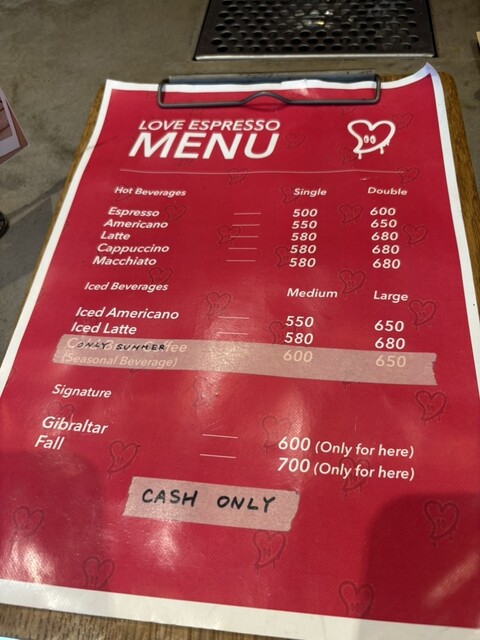 LOVE ESPRESSO
MENU
Hot Beverages Single Double
Espresso 500 600
Americano 550 650
Latte 580 680
Cappuccino 580 680
Macchiato 580 680
Iced Beverages Medium Large
Iced Americano 550 650
Iced Latte 580 680
ONLY SUMMER
(Seasonal Beverage) 600 650
Signature
Gibraltar 600 (Only for here)
Fall 700 (Only for here)
CASH ONLY